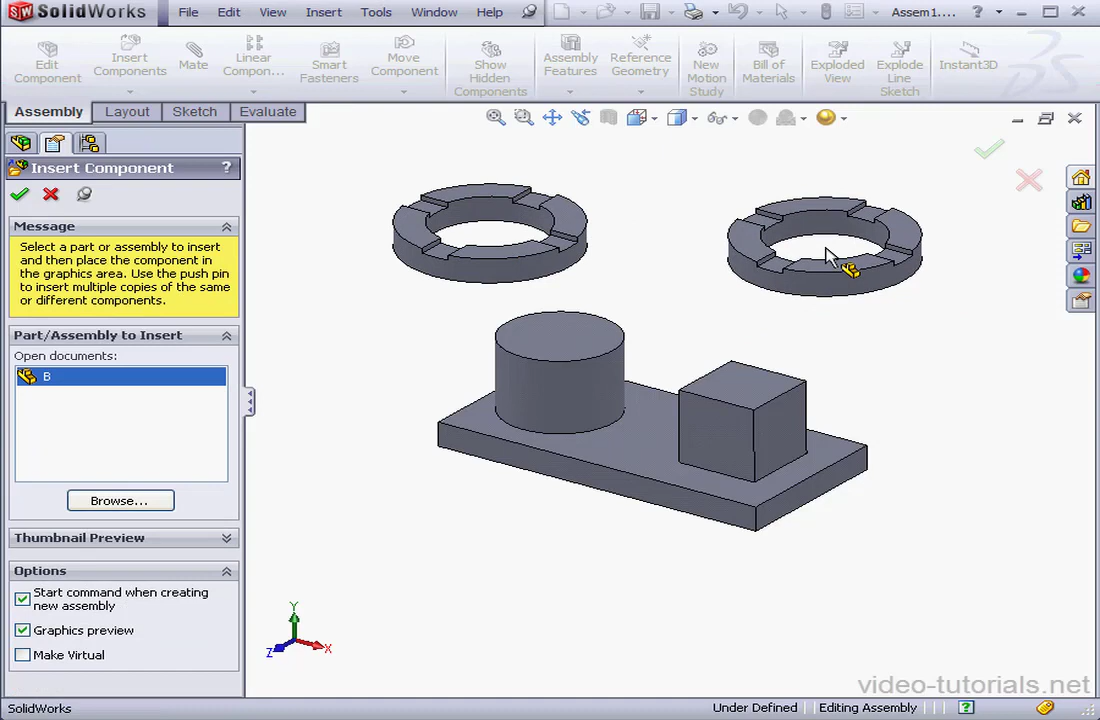 SolidWorks File Edit View Insert Tools Window Help Assem1.... ?
Edit Component
Insert Components
Mate
Linear Compon...
Smart Fasteners
Move Component
Show Hidden Components
Assembly Features
Reference Geometry
New Motion Study
Bill of Materials
Exploded View
Explode Line Sketch
Instant3D
Assembly Layout Sketch Evaluate
Insert Component ?
Message
Select a part or assembly to insert
and then place the component
in the graphics area. Use the push pin
to insert multiple copies of the same
or different components.
Part/Assembly to Insert
Open documents:
B
Browse...
Thumbnail Preview
Options
Start command when creating
new assembly
Graphics preview
Make Virtual
Y
Z
X
video-tutorials.net
SolidWorks Under Defined Editing Assembly ?